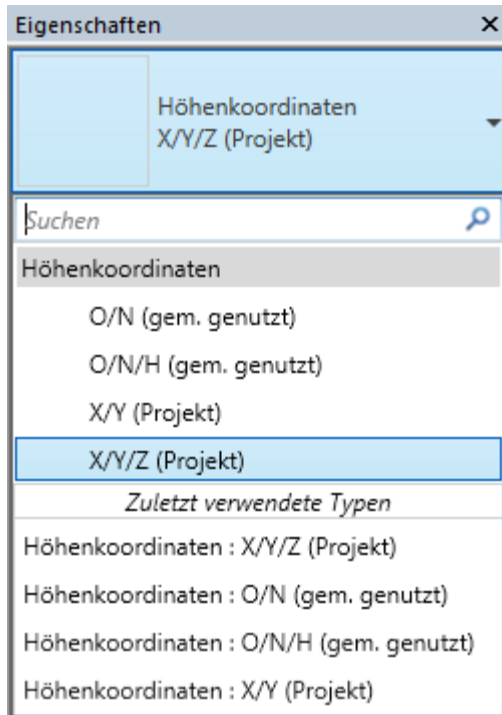 Eigenschaften
Höhenkoordinaten
X/Y/Z (Projekt)
Suchen
Höhenkoordinaten
O/N (gem. genutzt)
O/N/H (gem. genutzt)
X/Y (Projekt)
X/Y/Z (Projekt)
Zuletzt verwendete Typen
Höhenkoordinaten : X/Y/Z (Projekt)
Höhenkoordinaten : O/N (gem. genutzt)
Höhenkoordinaten : O/N/H (gem. genutzt)
Höhenkoordinaten : X/Y (Projekt)